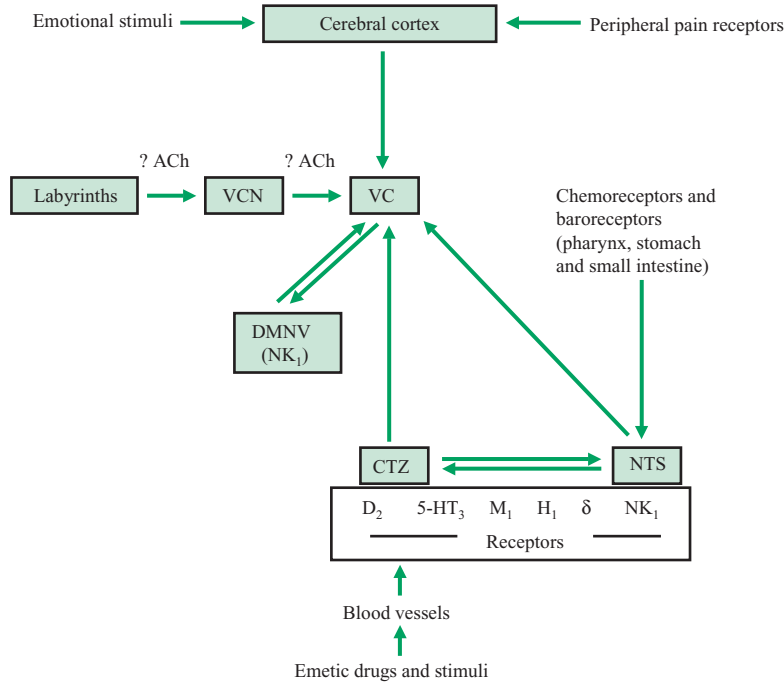 Emotional stimuli
Cerebral cortex
Peripheral pain receptors
? ACh
? ACh
Labyrinths
VCN
VC
Chemoreceptors and
baroreceptors
(pharynx, stomach
and small intestine)
DMNV
(NK₁)
CTZ
NTS
D₂ 5-HT₃ M₁ H₁ δ NK₁
Receptors
Blood vessels
Emetic drugs and stimuli